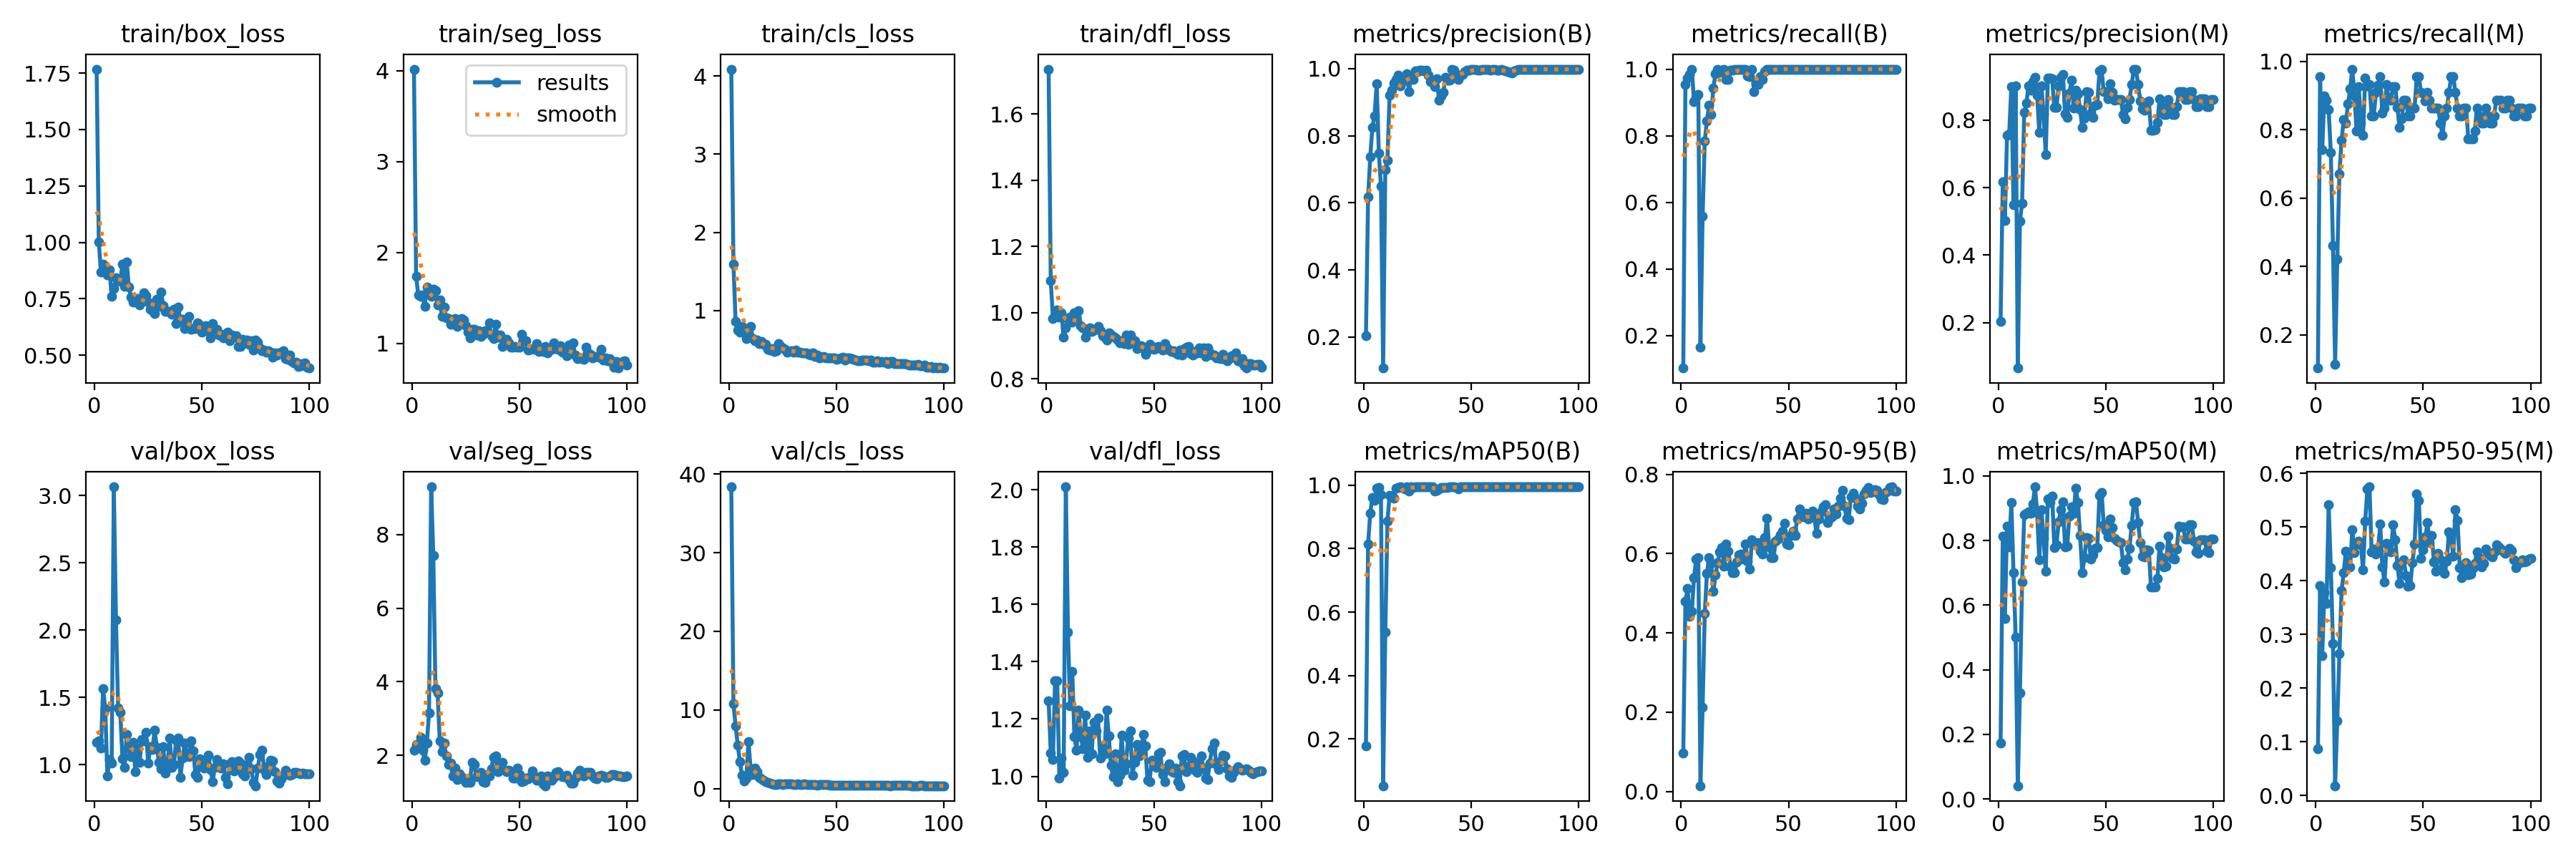 train/box_loss
train/seg_loss
train/cls_loss
train/dfl_loss
metrics/precision(B)
metrics/recall(B)
metrics/precision(M)
metrics/recall(M)
1.75
1.50
1.25
1.00
0.75
0.50
0 50 100
4
3
2
1
results
smooth
0 50 100
4
3
2
1
0 50 100
1.6
1.4
1.2
1.0
0.8
0 50 100
1.0
0.8
0.6
0.4
0.2
0 50 100
1.0
0.8
0.6
0.4
0.2
0 50 100
0.8
0.6
0.4
0.2
0 50 100
1.0
0.8
0.6
0.4
0.2
0 50 100
val/box_loss
val/seg_loss
val/cls_loss
val/dfl_loss
metrics/mAP50(B)
metrics/mAP50-95(B)
metrics/mAP50(M)
metrics/mAP50-95(M)
3.0
2.5
2.0
1.5
1.0
0 50 100
8
6
4
2
0 50 100
40
30
20
10
0
0 50 100
2.0
1.8
1.6
1.4
1.2
1.0
0 50 100
1.0
0.8
0.6
0.4
0.2
0 50 100
0.8
0.6
0.4
0.2
0.0
0 50 100
1.0
0.8
0.6
0.4
0.2
0.0
0 50 100
0.6
0.5
0.4
0.3
0.2
0.1
0.0
0 50 100